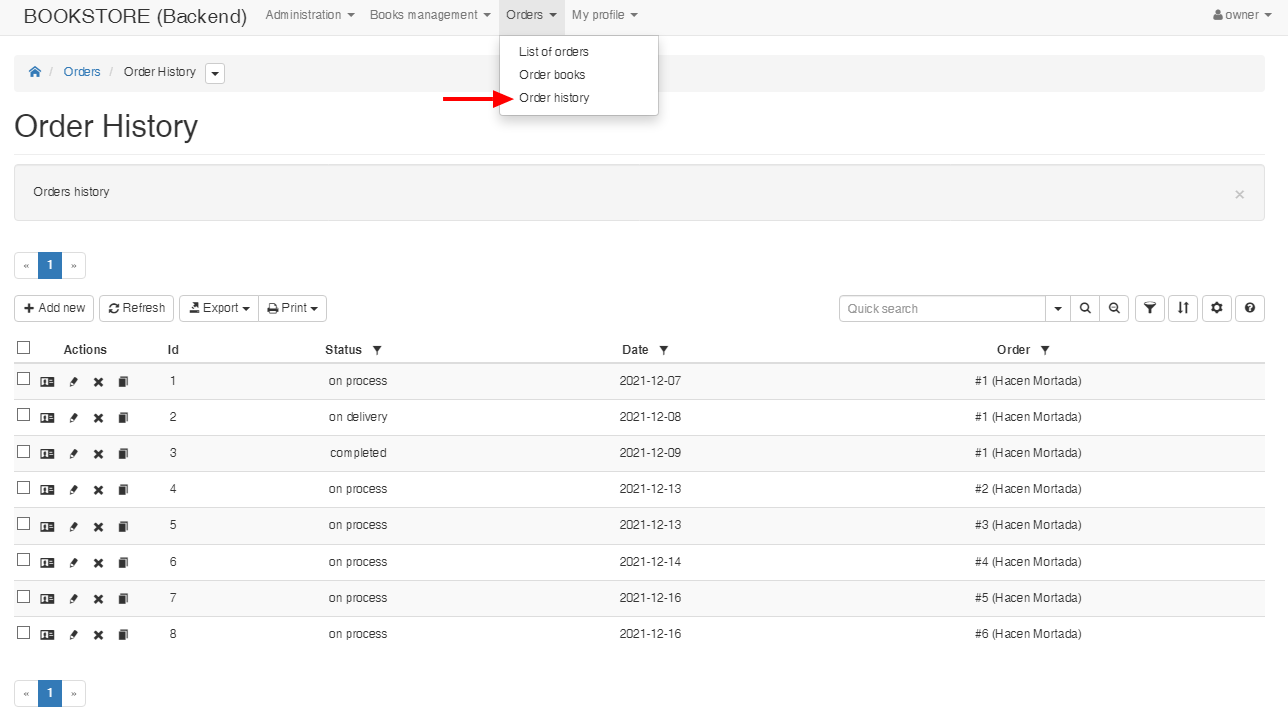 BOOKSTORE (Backend) Administration Books management Orders My profile owner
List of orders
Order books
Order history
/ Orders / Order History
Order History
Orders history ×
« 1 »
Add new Refresh Export Print Quick search
Actions Id Status Date Order
1 on process 2021-12-07 #1 (Hacen Mortada)
2 on delivery 2021-12-08 #1 (Hacen Mortada)
3 completed 2021-12-09 #1 (Hacen Mortada)
4 on process 2021-12-13 #2 (Hacen Mortada)
5 on process 2021-12-13 #3 (Hacen Mortada)
6 on process 2021-12-14 #4 (Hacen Mortada)
7 on process 2021-12-16 #5 (Hacen Mortada)
8 on process 2021-12-16 #6 (Hacen Mortada)
« 1 »